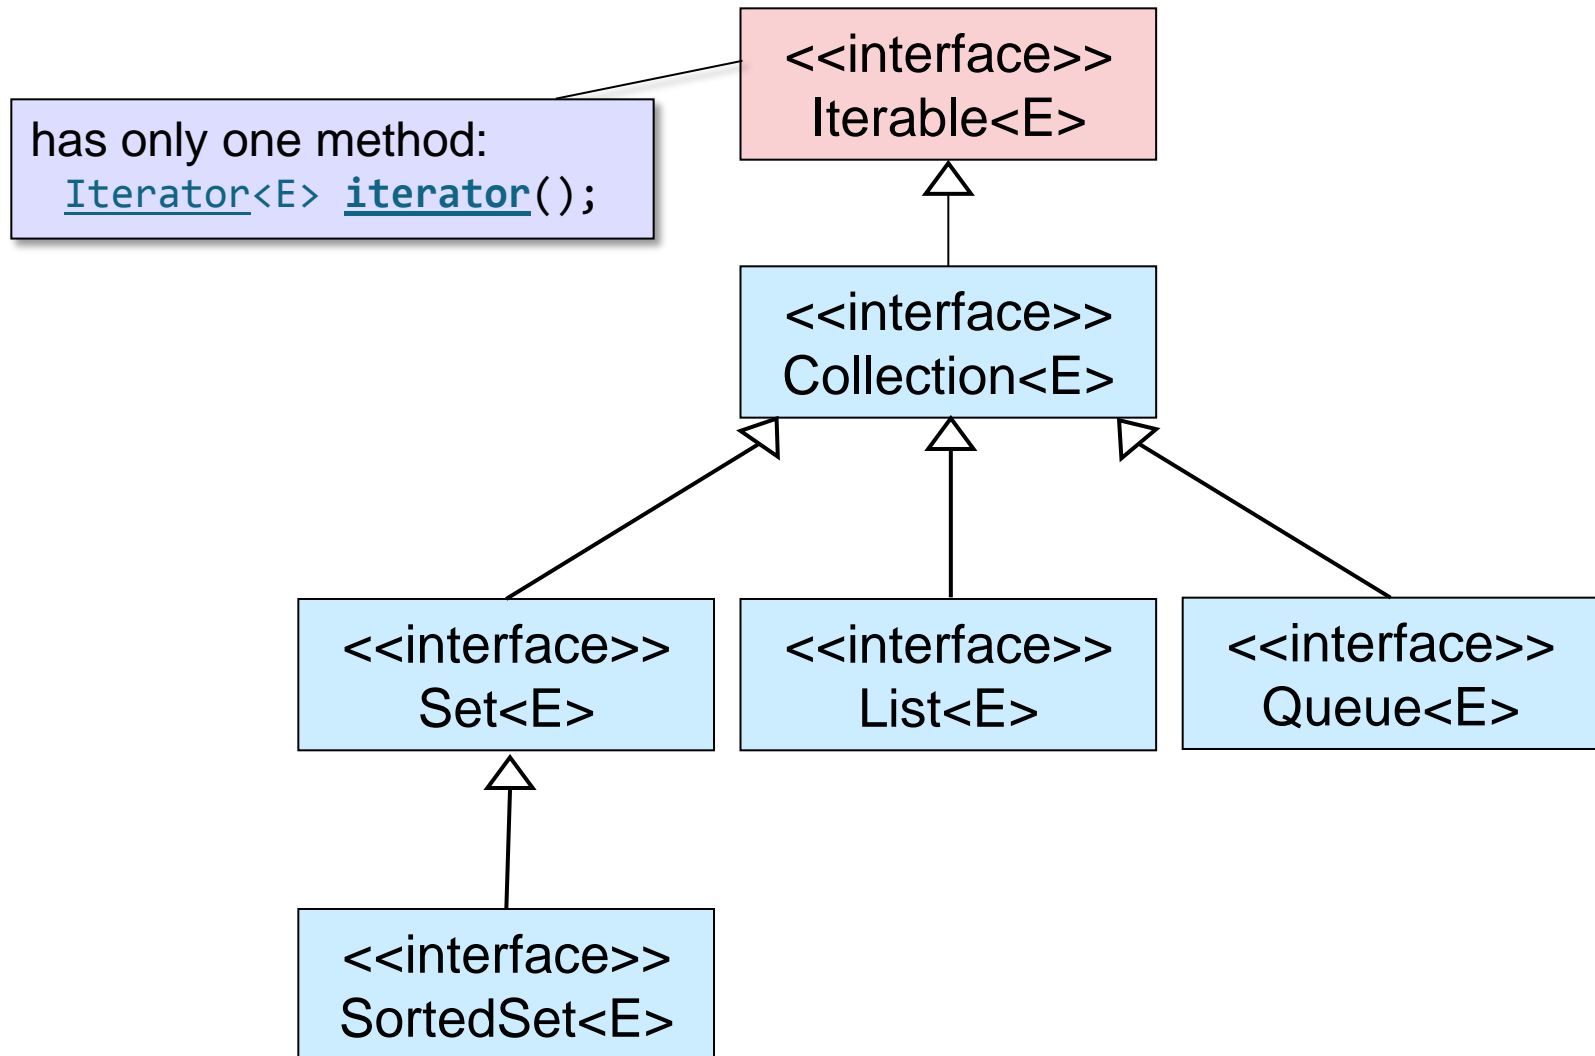 <<interface>>
Iterable<E>
has only one method:
Iterator<E> iterator();
<<interface>>
Collection<E>
<<interface>>
Set<E>
<<interface>>
List<E>
<<interface>>
Queue<E>
<<interface>>
SortedSet<E>